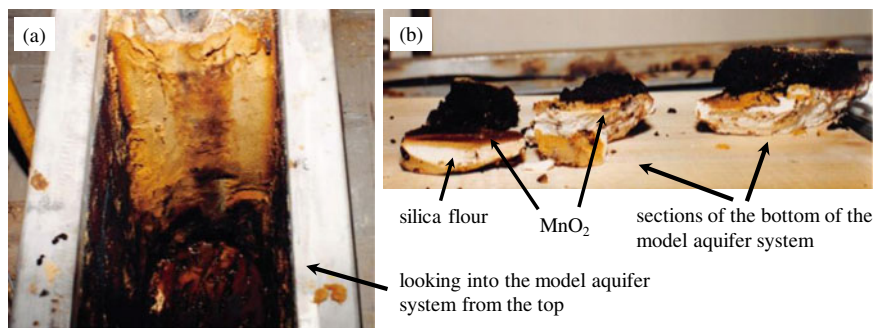 (a)
(b)
silica flour
MnO2
sections of the bottom of the
model aquifer system
looking into the model aquifer
system from the top